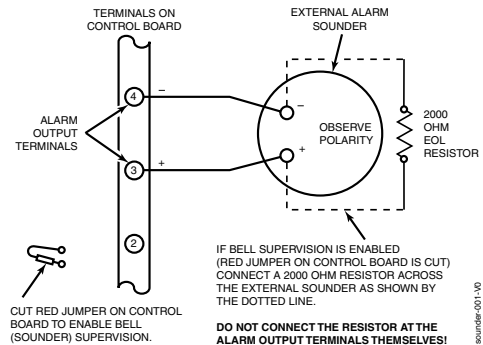 TERMINALS ON
CONTROL BOARD
EXTERNAL ALARM
SOUNDER
4
–
–
ALARM
OUTPUT
TERMINALS
OBSERVE
POLARITY
2000
OHM
EOL
RESISTOR
3
+
+
2
IF BELL SUPERVISION IS ENABLED
(RED JUMPER ON CONTROL BOARD IS CUT)
CONNECT A 2000 OHM RESISTOR ACROSS
THE EXTERNAL SOUNDER AS SHOWN BY
THE DOTTED LINE.
CUT RED JUMPER ON CONTROL
BOARD TO ENABLE BELL
(SOUNDER) SUPERVISION.
DO NOT CONNECT THE RESISTOR AT THE
ALARM OUTPUT TERMINALS THEMSELVES!
sounder-001-V0